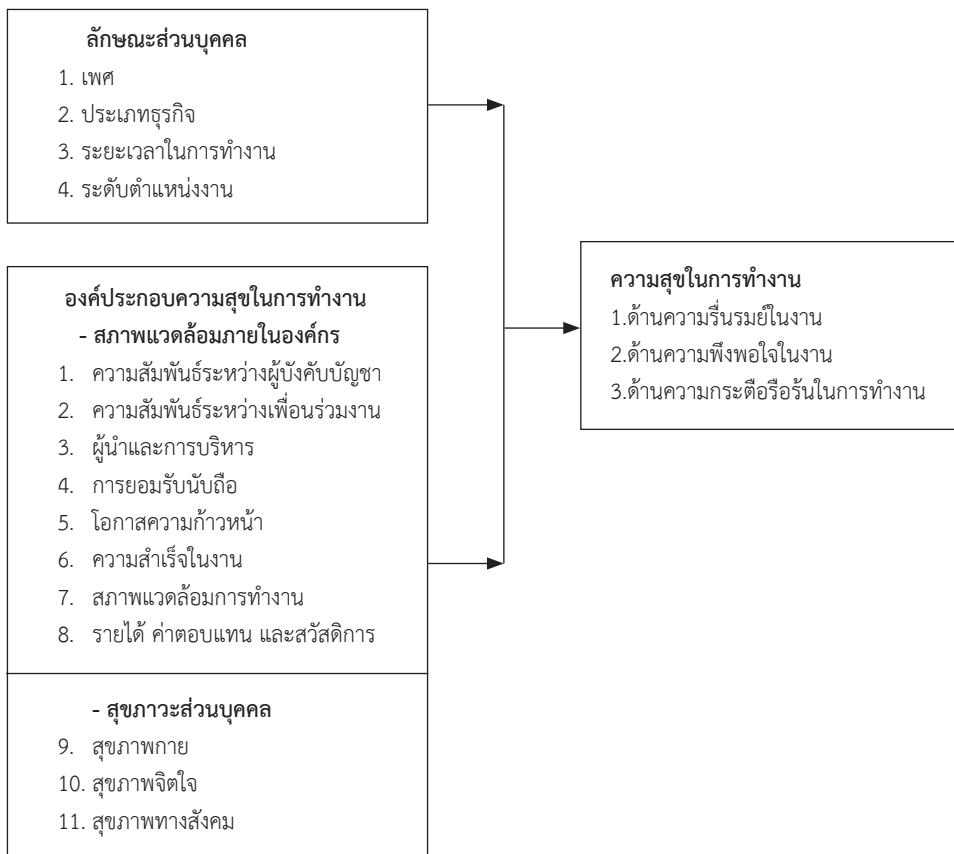 ลักษณะส่วนบุคคล
1. เพศ
2. ประเภทธุรกิจ
3. ระยะเวลาในการทำงาน
4. ระดับตำแหน่งงาน
องค์ประกอบความสุขในการทำงาน
- สภาพแวดล้อมภายในองค์กร
1. ความสัมพันธ์ระหว่างผู้บังคับบัญชา
2. ความสัมพันธ์ระหว่างเพื่อนร่วมงาน
3. ผู้นำและการบริหาร
4. การยอมรับนับถือ
5. โอกาสความก้าวหน้า
6. ความสำเร็จในงาน
7. สภาพแวดล้อมการทำงาน
8. รายได้ ค่าตอบแทน และสวัสดิการ
- สุขภาวะส่วนบุคคล
9. สุขภาพกาย
10. สุขภาพจิตใจ
11. สุขภาพทางสังคม
ความสุขในการทำงาน
1.ด้านความรื่นรมย์ในงาน
2.ด้านความพึงพอใจในงาน
3.ด้านความกระตือรือร้นในการทำงาน